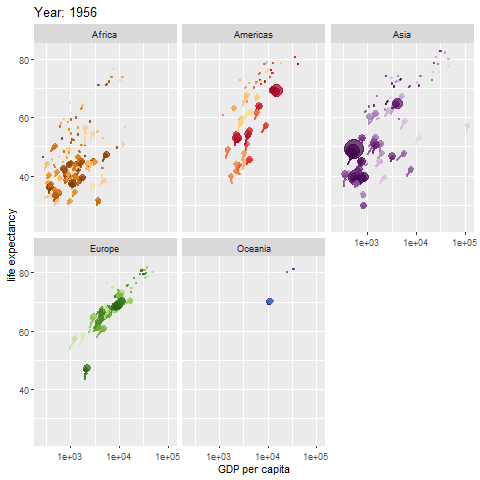 Year: 1956
Africa
Americas
Asia
80
60
40
1e+03 1e+04 1e+05
life expectancy
Europe
Oceania
80
60
40
1e+03 1e+04 1e+05
1e+03 1e+04 1e+05
GDP per capita